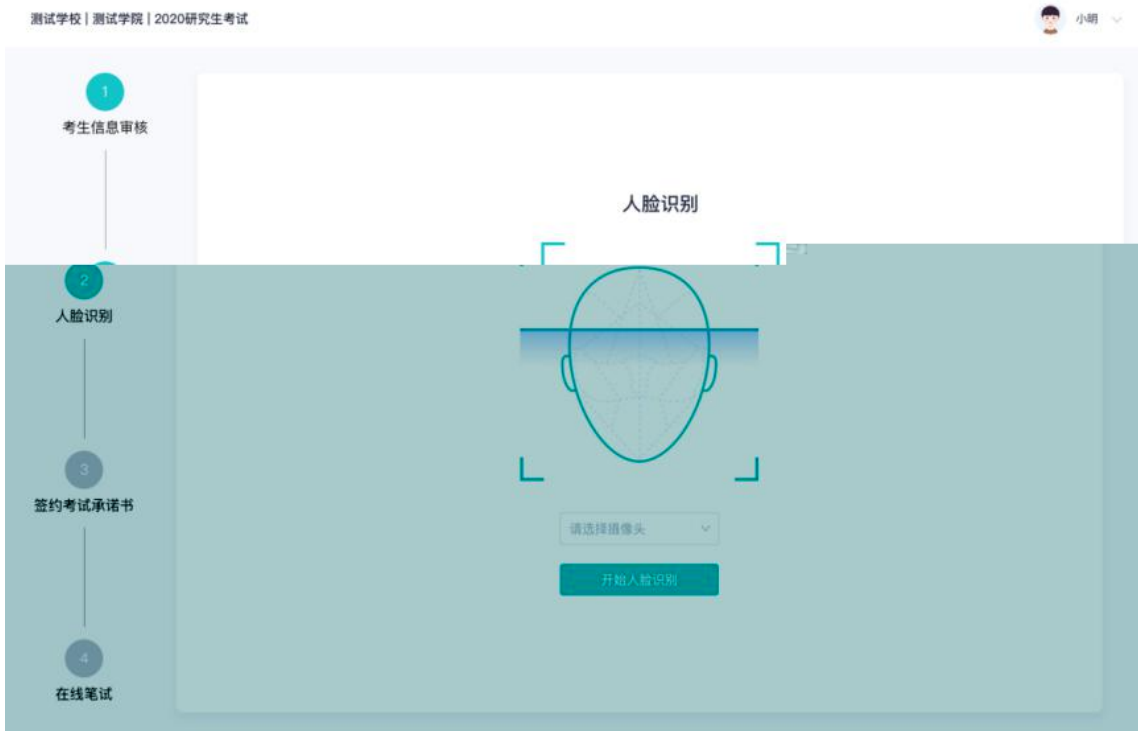 测试学校 | 测试学院 | 2020研究生考试
小明
1
考生信息审核
人脸识别
2
人脸识别
3
签约考试承诺书
请选择摄像头
开始人脸识别
4
在线笔试